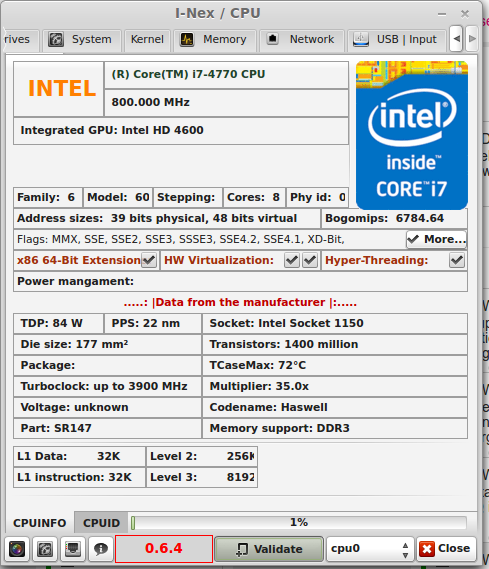 I-Nex / CPU
rives System Kernel Memory Network USB | Input
INTEL
(R) Core(TM) i7-4770 CPU
800.000 MHz
Integrated GPU: Intel HD 4600
intel
inside™
CORE™ i7
Family: 6 Model: 60 Stepping: Cores: 8 Phy id: 0
Address sizes: 39 bits physical, 48 bits virtual Bogomips: 6784.64
Flags: MMX, SSE, SSE2, SSE3, SSSE3, SSE4.2, SSE4.1, XD-Bit, More...
x86 64-Bit Extension HW Virtualization: Hyper-Threading:
Power mangament:
.....: |Data from the manufacturer |:.....
TDP: 84 W PPS: 22 nm Socket: Intel Socket 1150
Die size: 177 mm² Transistors: 1400 million
Package: TCaseMax: 72°C
Turboclock: up to 3900 MHz Multiplier: 35.0x
Voltage: unknown Codename: Haswell
Part: SR147 Memory support: DDR3
L1 Data: 32K Level 2: 256K
L1 instruction: 32K Level 3: 8192
CPUINFO CPUID 1%
0.6.4 Validate cpu0 Close